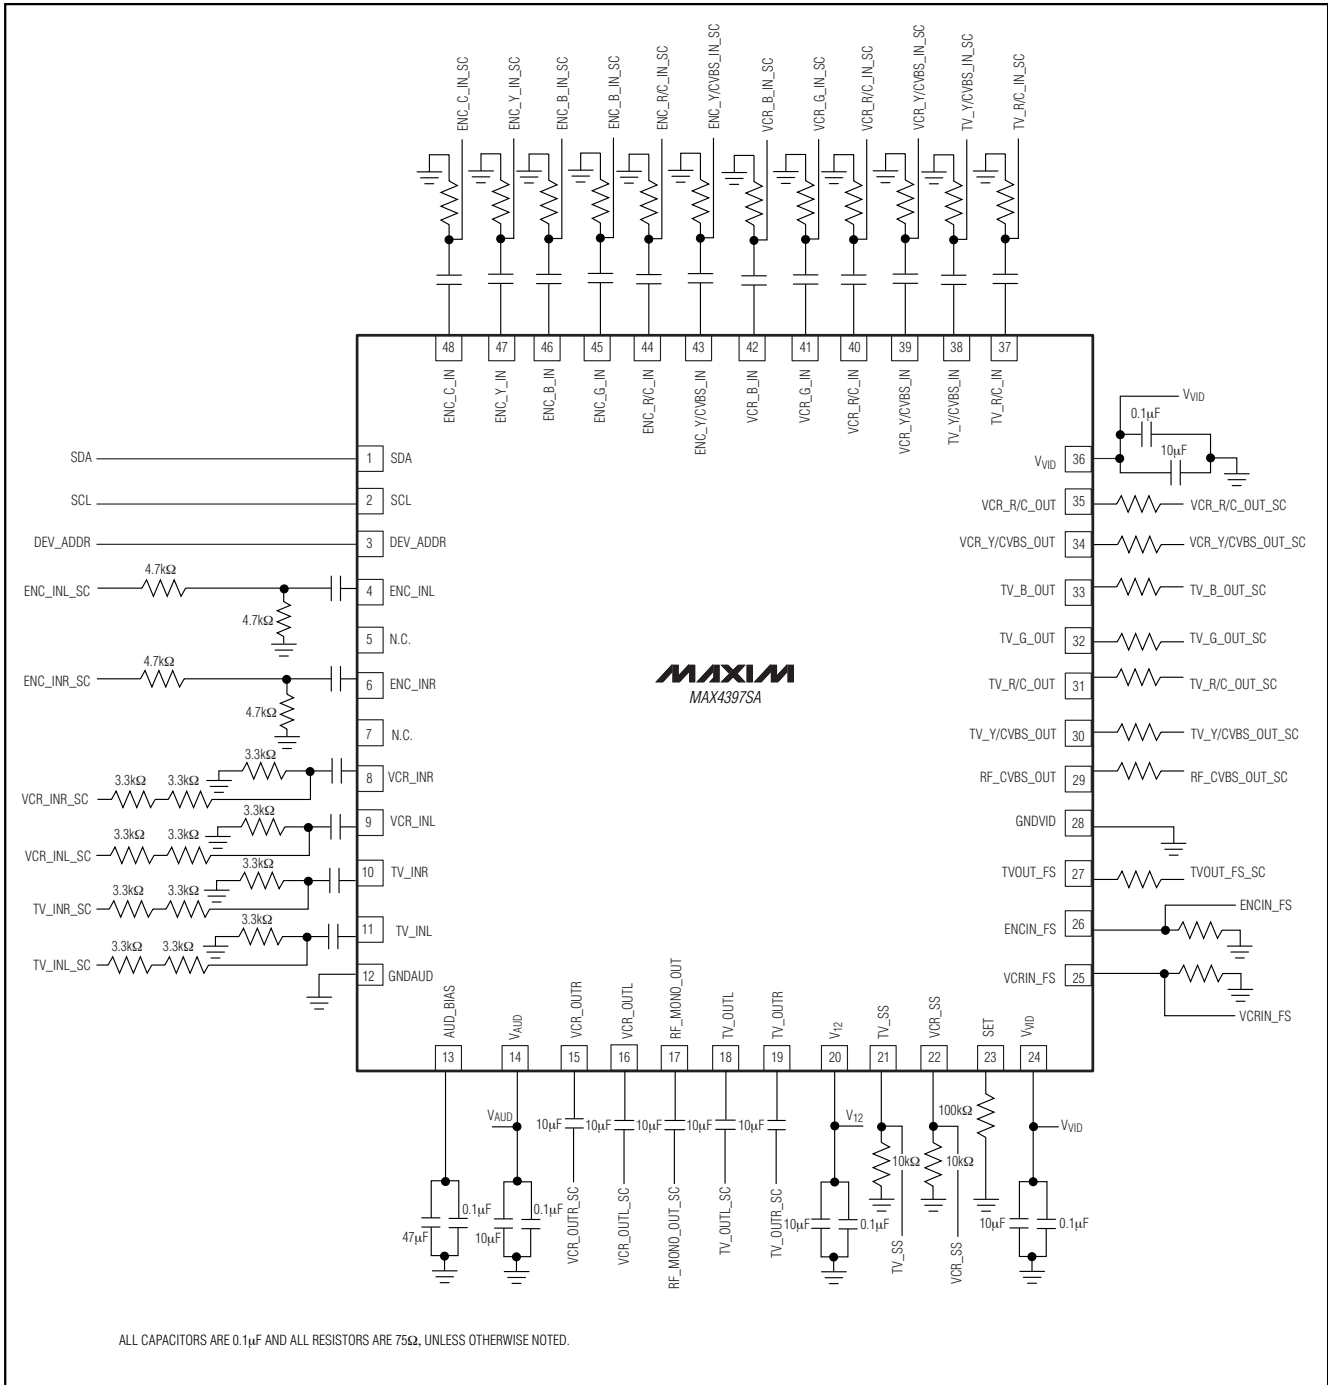 ENC_C_IN_SC
ENC_Y_IN_SC
ENC_B_IN_SC
ENC_B_IN_SC
ENC_R/C_IN_SC
ENC_Y/CVBS_IN_SC
VCR_B_IN_SC
VCR_G_IN_SC
VCR_R/C_IN_SC
VCR_Y/CVBS_IN_SC
TV_Y/CVBS_IN_SC
TV_R/C_IN_SC
48
47
46
45
44
43
42
41
40
39
38
37
ENC_C_IN
ENC_Y_IN
ENC_B_IN
ENC_G_IN
ENC_R/C_IN
ENC_Y/CVBS_IN
VCR_B_IN
VCR_G_IN
VCR_R/C_IN
VCR_Y/CVBS_IN
TV_Y/CVBS_IN
TV_R/C_IN
SDA
1 SDA
SCL
2 SCL
DEV_ADDR
3 DEV_ADDR
ENC_INL_SC
4.7kΩ
4.7kΩ
4 ENC_INL
5 N.C.
ENC_INR_SC
4.7kΩ
4.7kΩ
6 ENC_INR
7 N.C.
3.3kΩ
VCR_INR_SC
3.3kΩ
3.3kΩ
8 VCR_INR
3.3kΩ
VCR_INL_SC
3.3kΩ
3.3kΩ
9 VCR_INL
3.3kΩ
TV_INR_SC
3.3kΩ
3.3kΩ
10 TV_INR
3.3kΩ
TV_INL_SC
3.3kΩ
3.3kΩ
11 TV_INL
12 GNDAUD
MAXIM
MAX4397SA
VVID
0.1µF
10µF
VVID 36
VCR_R/C_OUT 35
VCR_R/C_OUT_SC
VCR_Y/CVBS_OUT 34
VCR_Y/CVBS_OUT_SC
TV_B_OUT 33
TV_B_OUT_SC
TV_G_OUT 32
TV_G_OUT_SC
TV_R/C_OUT 31
TV_R/C_OUT_SC
TV_Y/CVBS_OUT 30
TV_Y/CVBS_OUT_SC
RF_CVBS_OUT 29
RF_CVBS_OUT_SC
GNDVID 28
TVOUT_FS 27
TVOUT_FS_SC
ENCIN_FS 26
ENCIN_FS
VCRIN_FS 25
VCRIN_FS
AUD_BIAS
VAUD
VCR_OUTR
VCR_OUTL
RF_MONO_OUT
TV_OUTL
TV_OUTR
V12
TV_SS
VCR_SS
SET
VVID
13
14
15
16
17
18
19
20
21
22
23
24
VAUD
10µF
10µF
10µF
10µF
10µF
V12
10kΩ
10kΩ
100kΩ
VVID
47µF
0.1µF
10µF
0.1µF
VCR_OUTR_SC
VCR_OUTL_SC
RF_MONO_OUT_SC
TV_OUTL_SC
TV_OUTR_SC
10µF
0.1µF
TV_SS
VCR_SS
10µF
0.1µF
ALL CAPACITORS ARE 0.1µF AND ALL RESISTORS ARE 75Ω, UNLESS OTHERWISE NOTED.